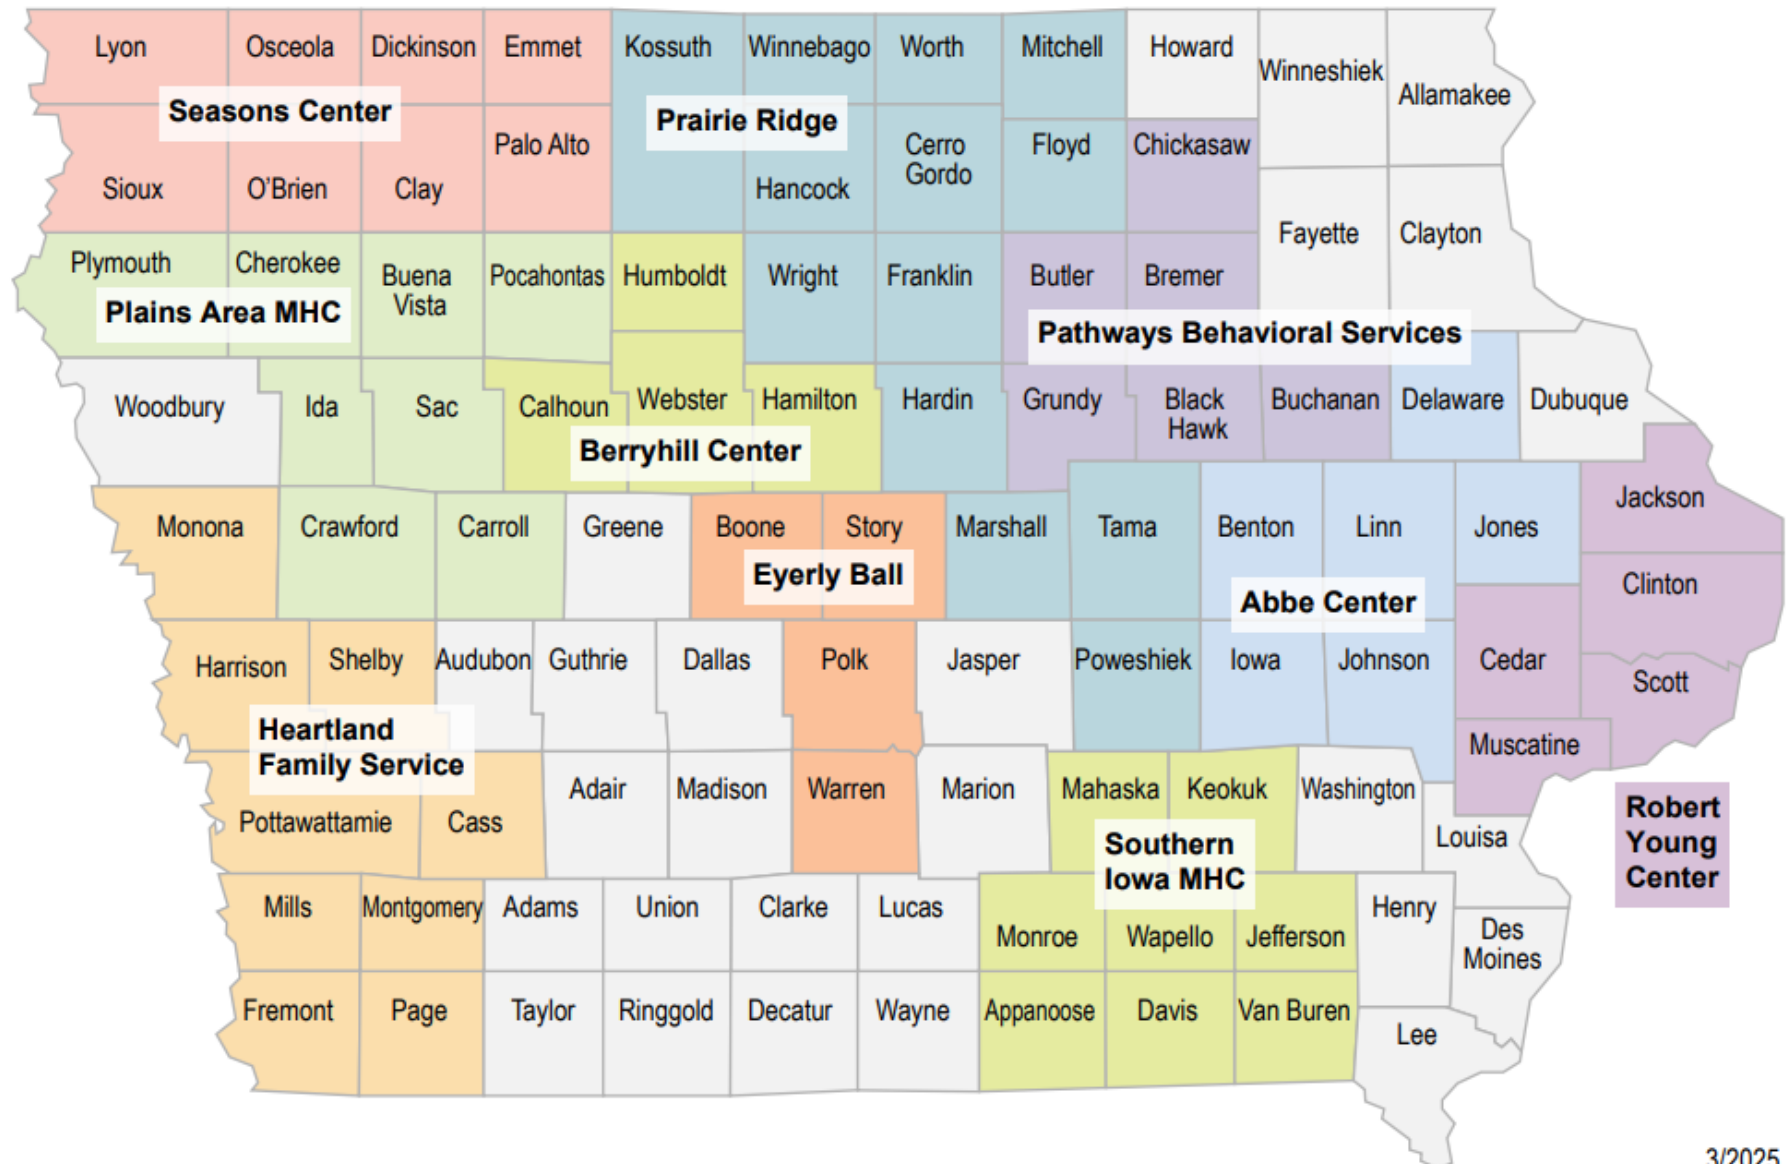 Lyon
Osceola
Dickinson
Emmet
Kossuth
Winnebago
Worth
Mitchell
Howard
Winneshiek
Allamakee
Seasons Center
Prairie Ridge
Palo Alto
Cerro
Gordo
Floyd
Chickasaw
Sioux
O'Brien
Clay
Hancock
Fayette
Clayton
Plymouth
Cherokee
Buena
Vista
Pocahontas
Humboldt
Wright
Franklin
Butler
Bremer
Plains Area MHC
Pathways Behavioral Services
Woodbury
Ida
Sac
Calhoun
Webster
Hamilton
Hardin
Grundy
Black
Hawk
Buchanan
Delaware
Dubuque
Berryhill Center
Jackson
Monona
Crawford
Carroll
Greene
Boone
Story
Marshall
Tama
Benton
Linn
Jones
Eyerly Ball
Clinton
Abbe Center
Harrison
Shelby
Audubon
Guthrie
Dallas
Polk
Jasper
Poweshiek
Iowa
Johnson
Cedar
Scott
Heartland
Family Service
Muscatine
Pottawattamie
Cass
Adair
Madison
Warren
Marion
Mahaska
Keokuk
Washington
Louisa
Robert
Young
Center
Southern
Iowa MHC
Mills
Montgomery
Adams
Union
Clarke
Lucas
Monroe
Wapello
Jefferson
Henry
Des
Moines
Fremont
Page
Taylor
Ringgold
Decatur
Wayne
Appanoose
Davis
Van Buren
Lee
3/2025